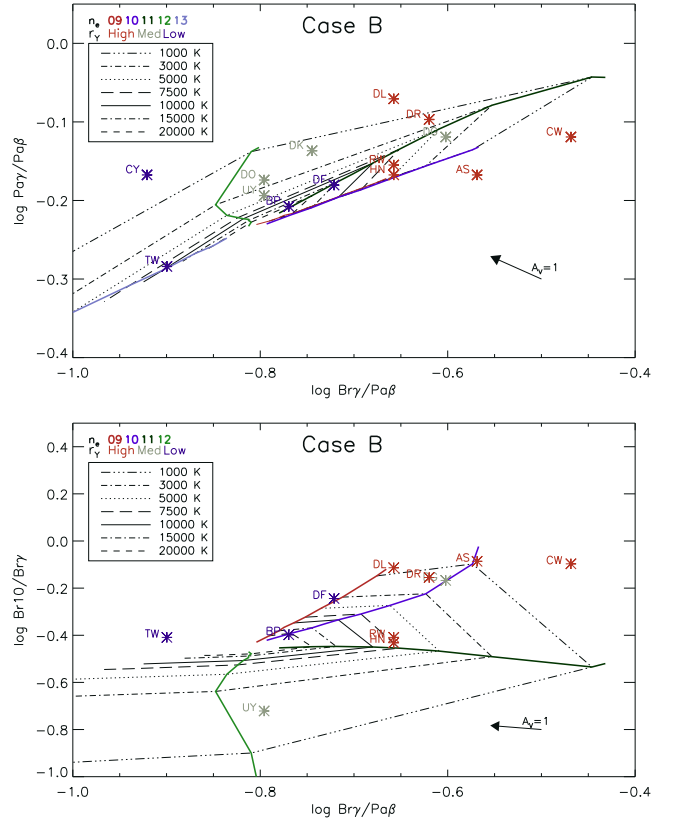 Case B
nₑ 09 10 11 12 13
r_Y High Med Low
1000 K
3000 K
5000 K
7500 K
10000 K
15000 K
20000 K
DL
DR
DK
CW
CY
RW
HN
AS
DO
DF
UY
BP
TW
A_v=1
0.0
−0.1
−0.2
−0.3
−0.4
log Paγ/Paβ
−1.0 −0.8 −0.6 −0.4
log Brγ/Paβ
Case B
nₑ 09 10 11 12
r_Y High Med Low
1000 K
3000 K
5000 K
7500 K
10000 K
15000 K
20000 K
AS
CW
DL
DR
DF
BP
TW
RW
HN
UY
A_v=1
0.4
0.2
0.0
−0.2
−0.4
−0.6
−0.8
−1.0
log Br10/Brγ
−1.0 −0.8 −0.6 −0.4
log Brγ/Paβ